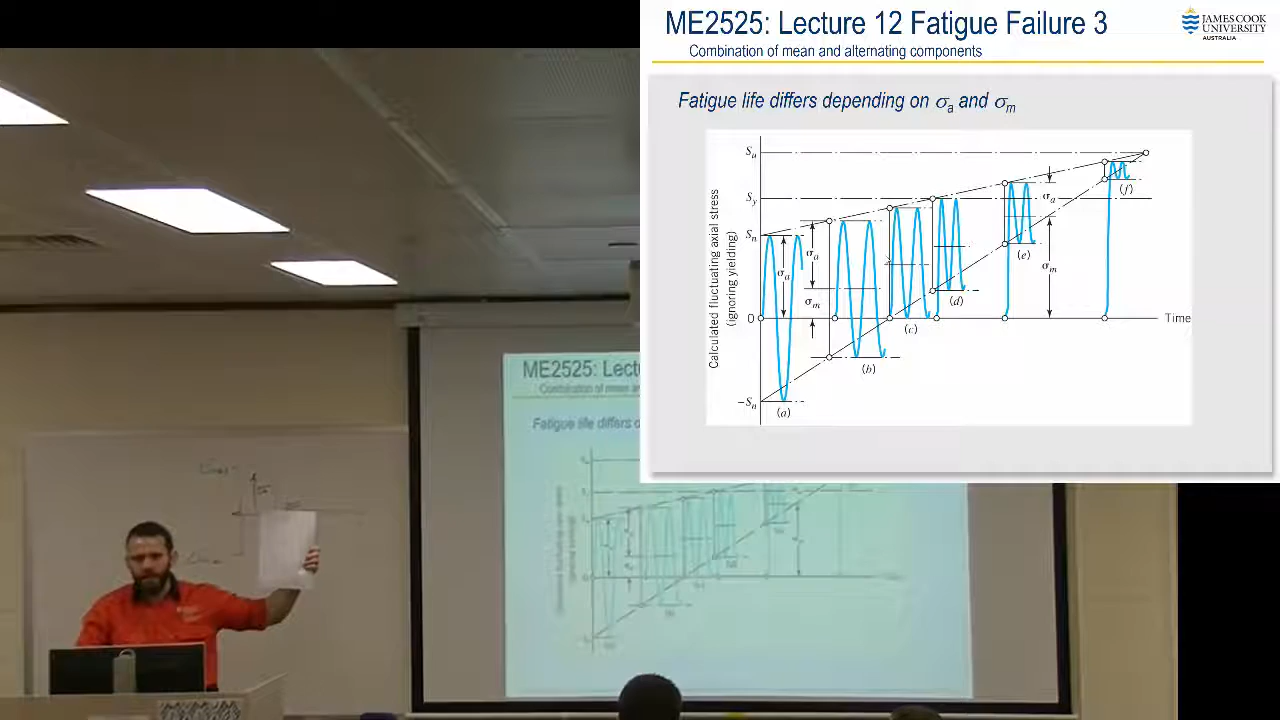 ME2525: Lecture 12 Fatigue Failure 3
Combination of mean and alternating components
JAMES COOK
UNIVERSITY
AUSTRALIA
Fatigue life differs depending on σa and σm
Calculated fluctuating axial stress
(ignoring yielding)
Su
Sy
Sn
0
−Sn
σa
σa
σm
σa
σm
(a)
(b)
(c)
(d)
(e)
(f)
Time
ME2525: Lect
Combination of mean a
Fatigue life differs d